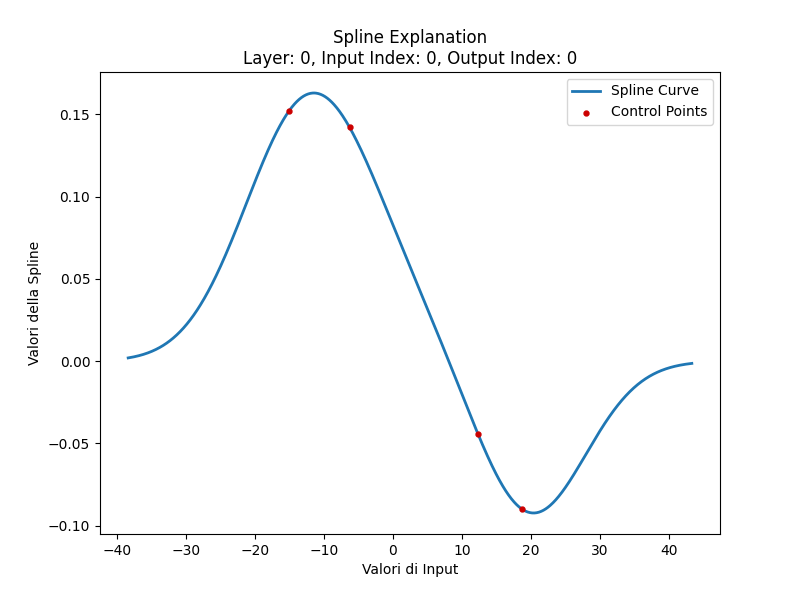 Spline Explanation
Layer: 0, Input Index: 0, Output Index: 0
Spline Curve
Control Points
Valori della Spline
0.15
0.10
0.05
0.00
−0.05
−0.10
−40
−30
−20
−10
0
10
20
30
40
Valori di Input